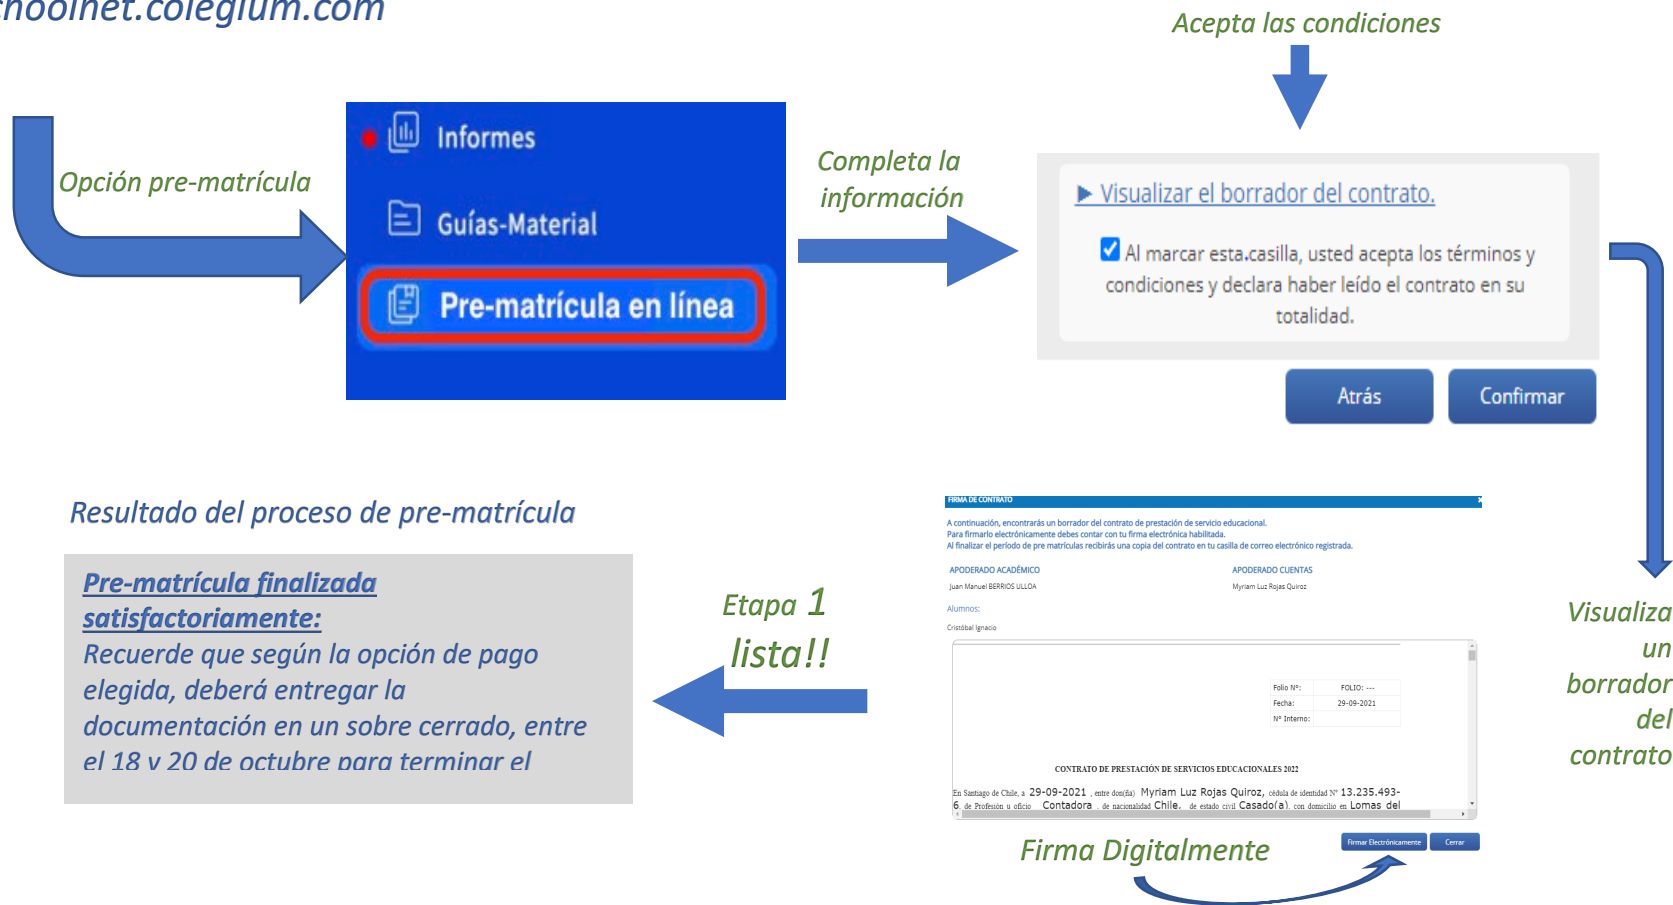 schoolnet.colegium.com
Acepta las condiciones
Opción pre-matrícula
Informes
Guías-Material
Pre-matrícula en línea
Completa la
información
▶ Visualizar el borrador del contrato.
Al marcar esta casilla, usted acepta los términos y
condiciones y declara haber leído el contrato en su
totalidad.
Atrás
Confirmar
Visualiza
un
borrador
del
contrato
FIRMA DE CONTRATO
x
A continuación, encontrarás un borrador del contrato de prestación de servicio educacional.
Para firmarlo electrónicamente debes contar con tu firma electrónica habilitada.
Al finalizar el período de pre matrículas recibirás una copia del contrato en tu casilla de correo electrónico registrada.
APODERADO ACADÉMICO
APODERADO CUENTAS
Juan Manuel BERRIOS ULLOA
Myriam Luz Rojas Quiroz
Alumnos:
Cristóbal Ignacio
Folio Nº: FOLIO: ---
Fecha: 29-09-2021
Nº Interno:
CONTRATO DE PRESTACIÓN DE SERVICIOS EDUCACIONALES 2022
En Santiago de Chile, a 29-09-2021 , entre don(ña) Myriam Luz Rojas Quiroz, cédula de identidad Nº 13.235.493-
6, de Profesión u oficio Contadora , de nacionalidad Chile, de estado civil Casado(a), con domicilio en Lomas del
Firmar Electrónicamente
Cerrar
Firma Digitalmente
Etapa 1
lista!!
Resultado del proceso de pre-matrícula
Pre-matrícula finalizada
satisfactoriamente:
Recuerde que según la opción de pago
elegida, deberá entregar la
documentación en un sobre cerrado, entre
el 18 y 20 de octubre para terminar el